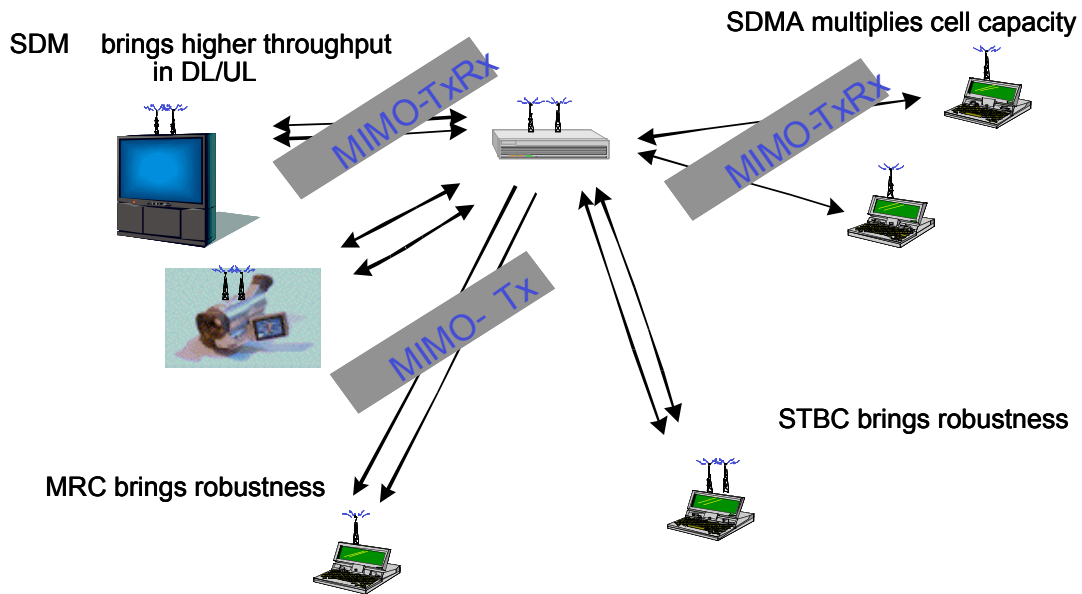 SDM brings higher throughput
in DL/UL
SDMA multiplies cell capacity
MIMO-TxRx
MIMO-TxRx
MIMO- Tx
STBC brings robustness
MRC brings robustness